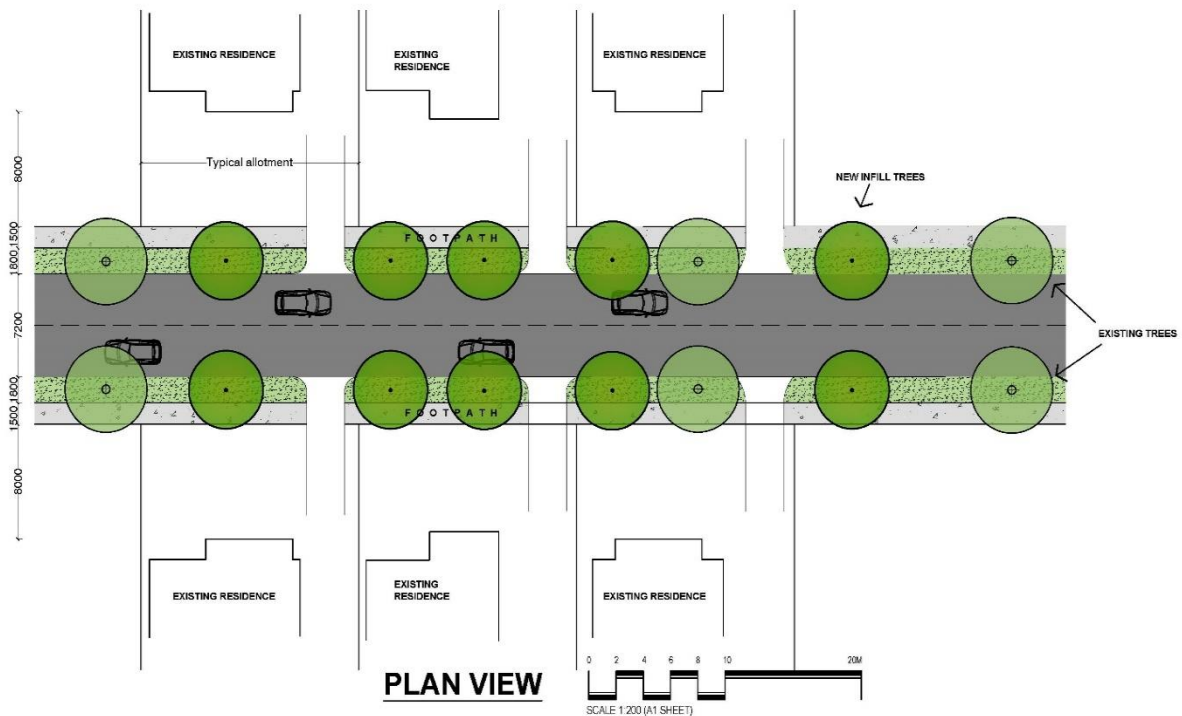 EXISTING RESIDENCE
EXISTING
RESIDENCE
EXISTING RESIDENCE
8000
Typical allotment
NEW INFILL TREES
1500
FOOTPATH
1800
7200
EXISTING TREES
1800
1500
FOOTPATH
8000
EXISTING RESIDENCE
EXISTING
RESIDENCE
EXISTING RESIDENCE
PLAN VIEW
0 2 4 6 8 10 20M
SCALE 1:200 (A1 SHEET)